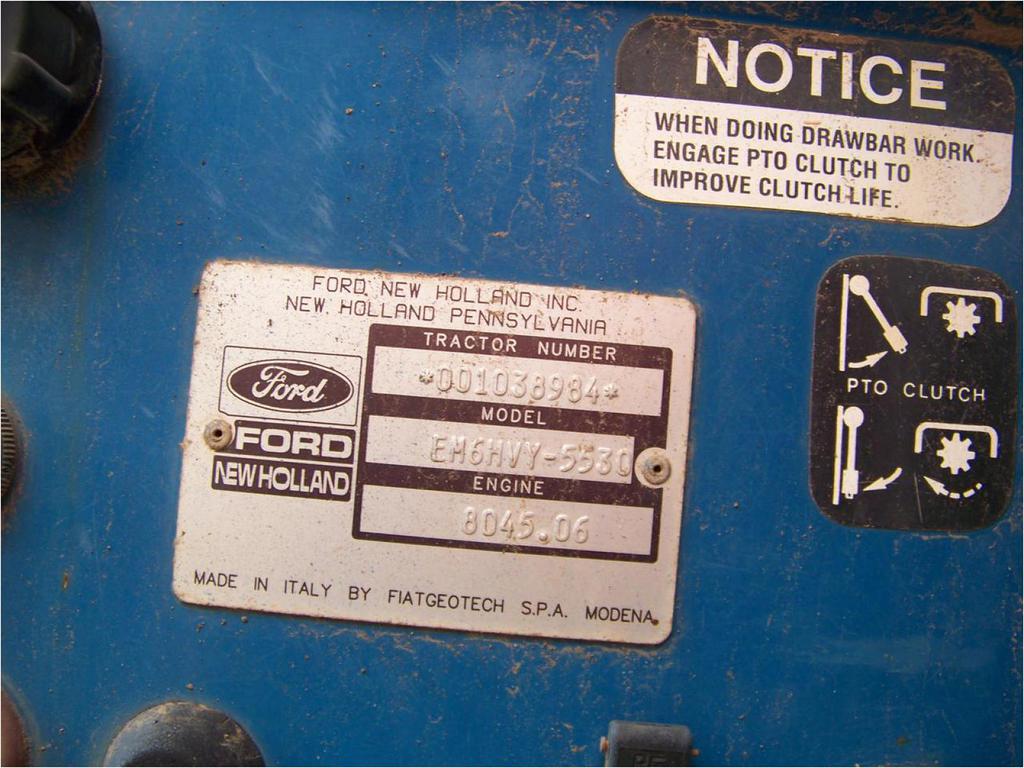 NOTICE
WHEN DOING DRAWBAR WORK.
ENGAGE PTO CLUTCH TO
IMPROVE CLUTCH LIFE.
FORD NEW HOLLAND INC.
NEW HOLLAND PENNSYLVANIA
TRACTOR NUMBER
*001038984*
MODEL
EM6HVY-5530
ENGINE
8045.06
Ford
FORD
NEW HOLLAND
MADE IN ITALY BY FIATGEOTECH S.P.A. MODENA
PTO CLUTCH